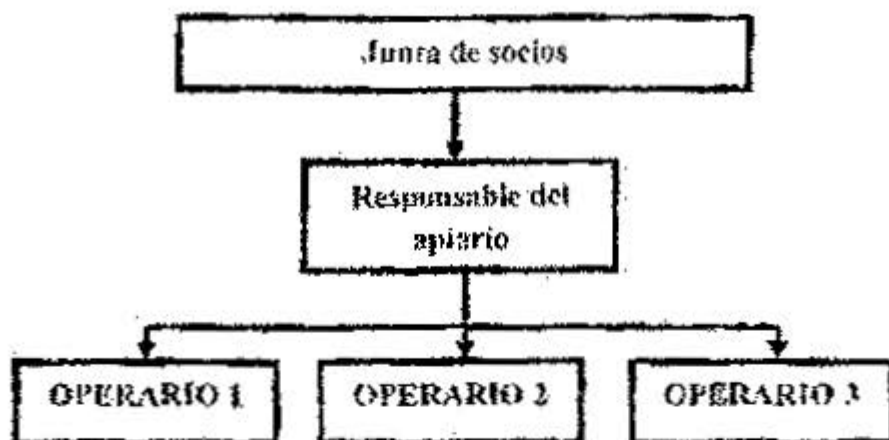 Junta de socios
Responsable del
apiario
OPERARIO 1
OPERARIO 2
OPERARIO 3